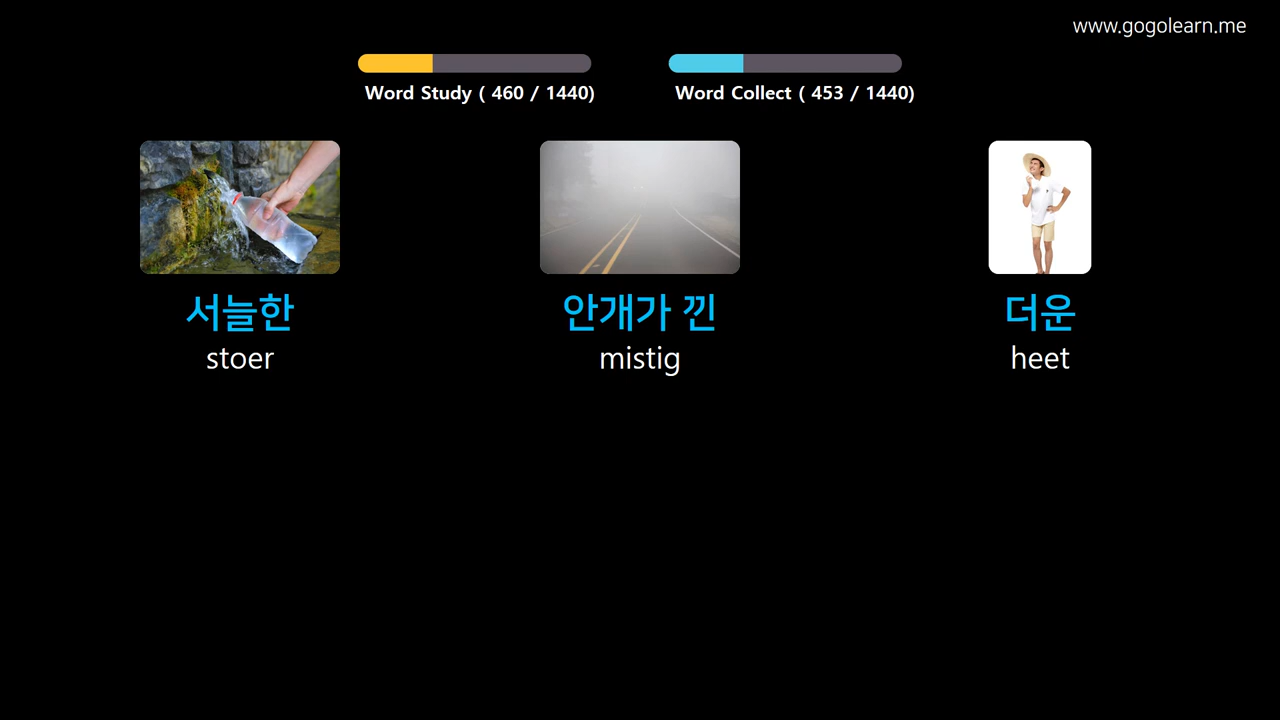 www.gogolearn.me
Word Study ( 460 / 1440)
Word Collect ( 453 / 1440)
서늘한
stoer
안개가 낀
mistig
더운
heet